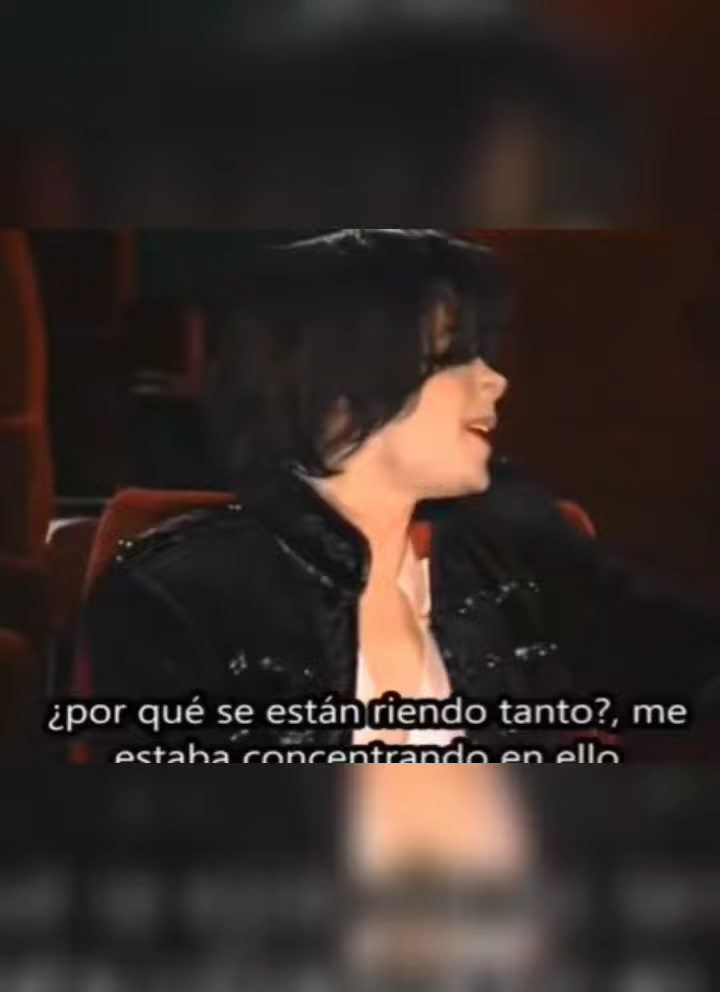 ¿por qué se están riendo tanto?, me
estaba concentrando en ello